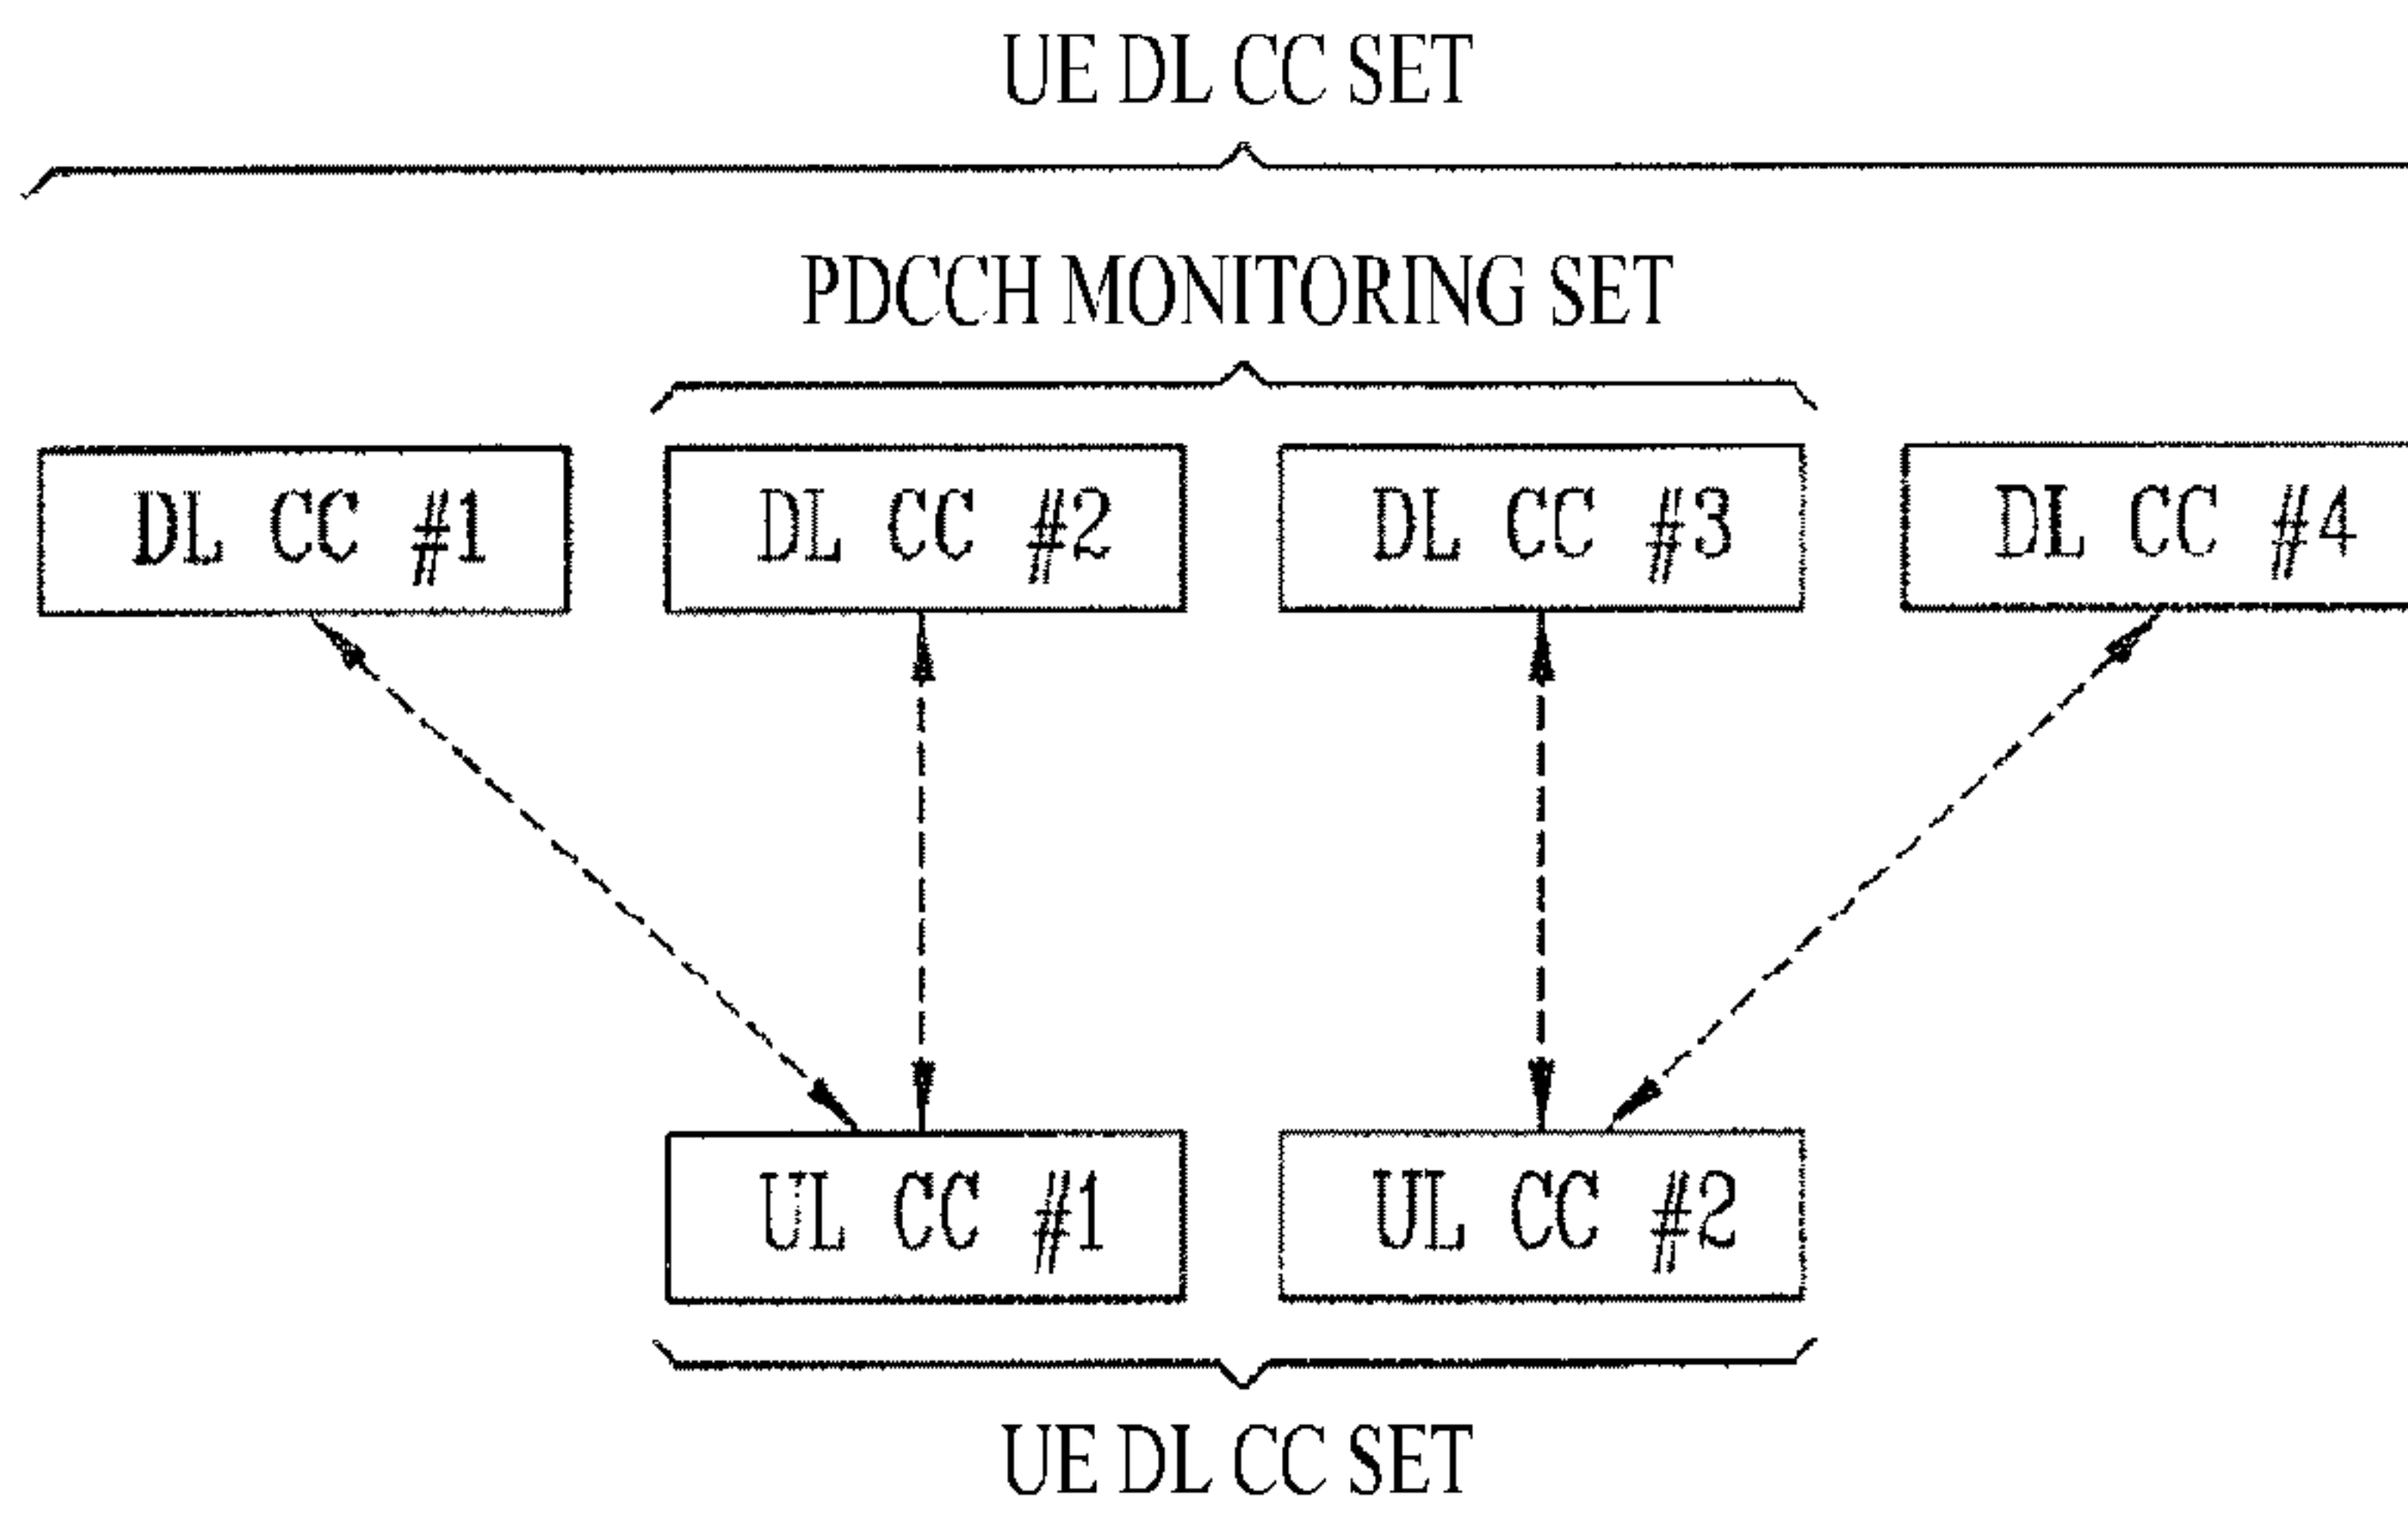 UE DL CC SET
PDCCH MONITORING SET
DL CC #1 DL CC #2 DL CC #3 DL CC #4
UL CC #1 UL CC #2
UE DL CC SET